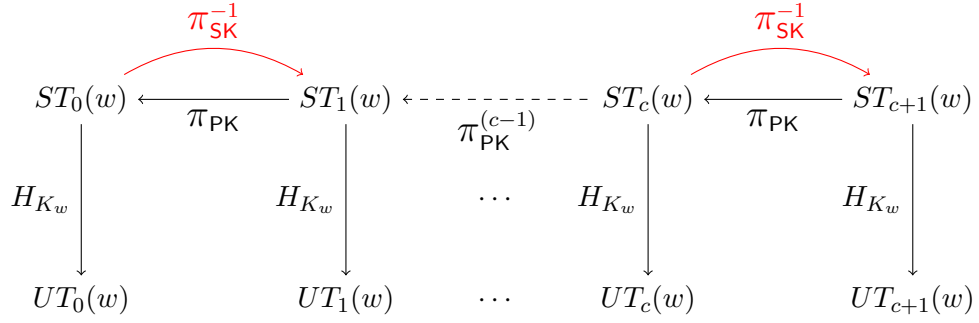 π_SK^{-1} π_SK^{-1}
ST_0(w) ST_1(w) ST_c(w) ST_{c+1}(w)
π_PK π_PK^{(c−1)} π_PK
H_{K_w} H_{K_w} ⋯ H_{K_w} H_{K_w}
UT_0(w) UT_1(w) ⋯ UT_c(w) UT_{c+1}(w)